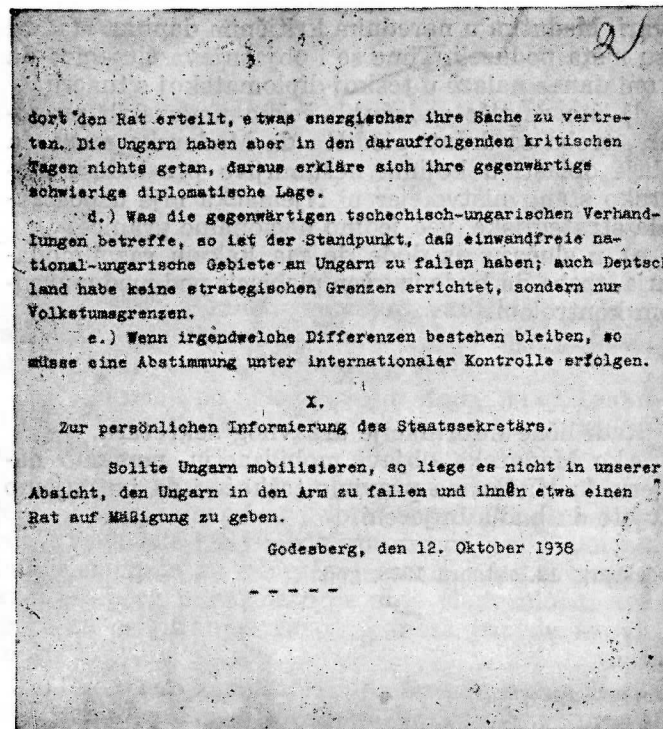 2
dort den Rat erteilt, etwas energischer ihre Sache zu vertre-
ten. Die Ungarn haben aber in den darauffolgenden kritischen
Tagen nichts getan, daraus erkläre sich ihre gegenwärtige
schwierige diplomatische Lage.
d.) Was die gegenwärtigen tschechisch-ungarischen Verhand-
lungen betreffe, so ist der Standpunkt, daß einwandfreie na-
tional-ungarische Gebiete an Ungarn zu fallen haben; auch Deutsch
land habe keine strategischen Grenzen errichtet, sondern nur
Volkstumsgrenzen.
e.) Wenn irgendwelche Differenzen bestehen bleiben, so
müsse eine Abstimmung unter internationaler Kontrolle erfolgen.
X.
Zur persönlichen Informierung des Staatssekretärs.
Sollte Ungarn mobilisieren, so liege es nicht in unserer
Absicht, den Ungarn in den Arm zu fallen und ihnen etwa einen
Rat auf Mäßigung zu geben.
Godesberg, den 12. Oktober 1938
- - - - -